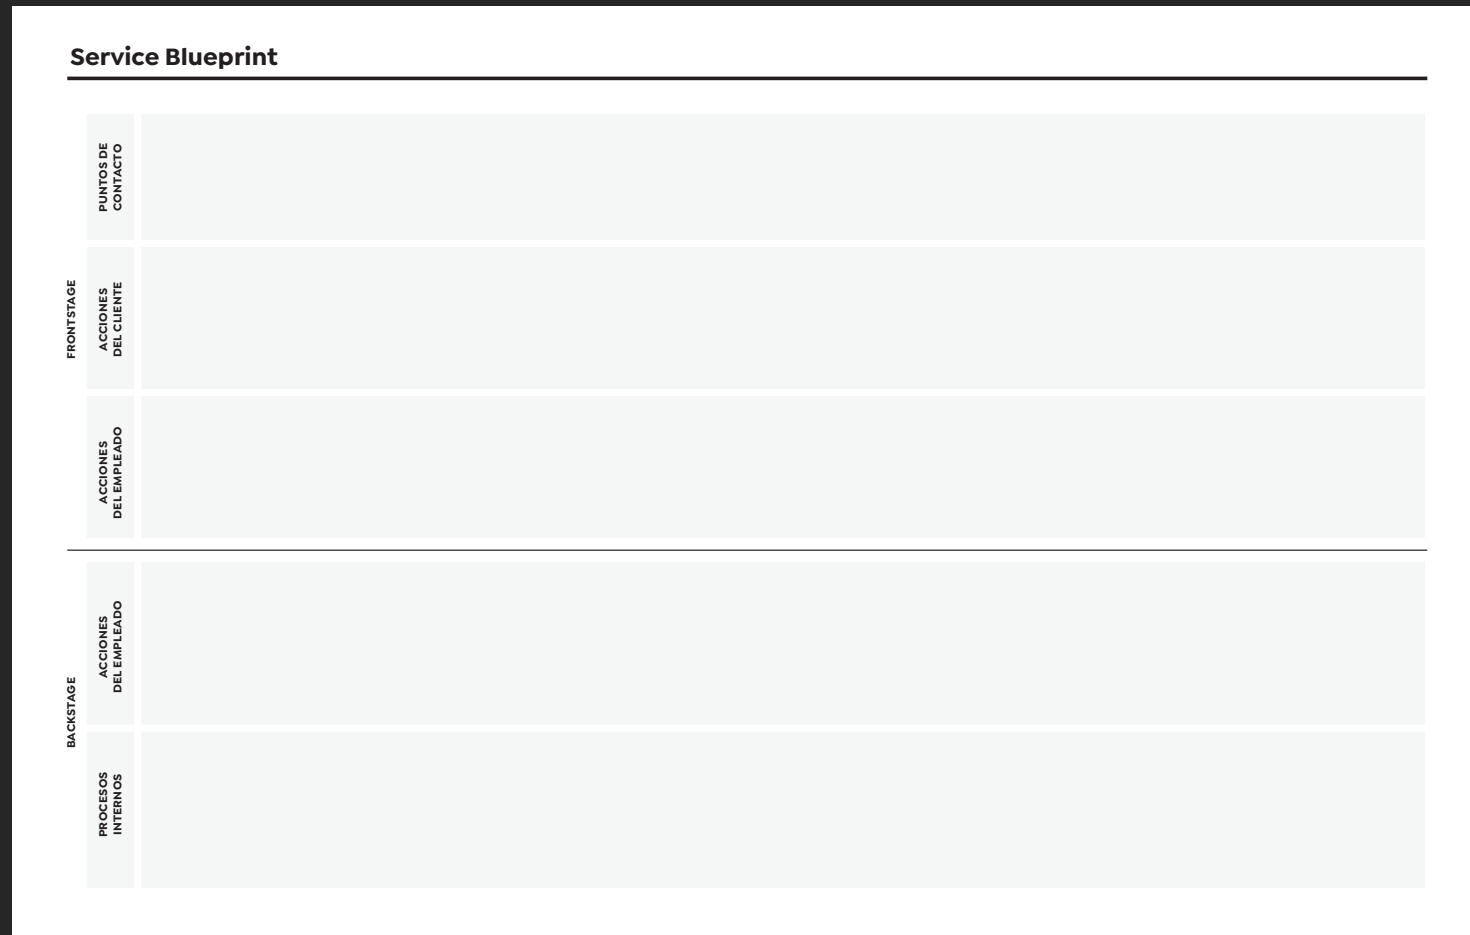 Service Blueprint
FRONTSTAGE
PUNTOS DE
CONTACTO
ACCIONES
DEL CLIENTE
ACCIONES
DEL EMPLEADO
BACKSTAGE
ACCIONES
DEL EMPLEADO
PROCESOS
INTERNOS